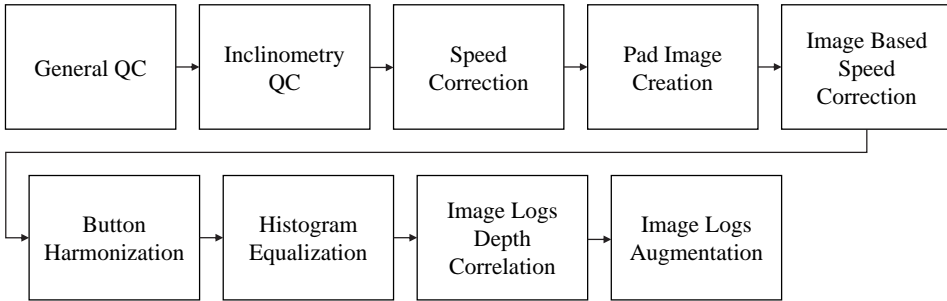 General QC
Inclinometry
QC
Speed
Correction
Pad Image
Creation
Image Based
Speed
Correction
Button
Harmonization
Histogram
Equalization
Image Logs
Depth
Correlation
Image Logs
Augmentation